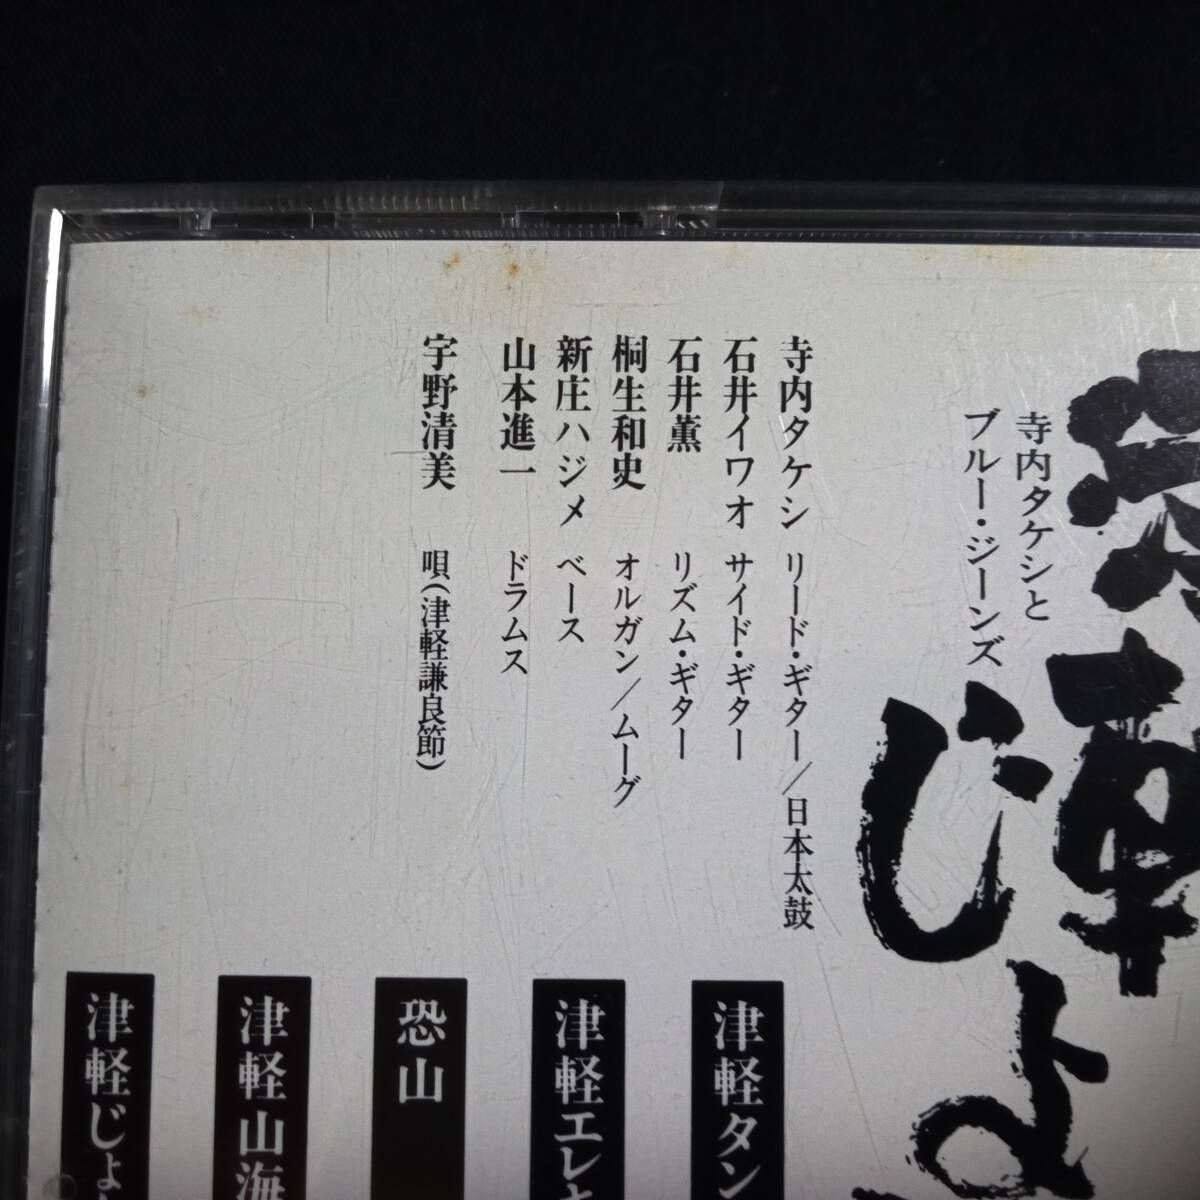 じょ
寺内タケシと
ブルー・ジーンズ
寺内タケシ リード・ギター／日本太鼓
石井イワオ サイド・ギター
石井薫 リズム・ギター
桐生和史 オルガン／ムーグ
新庄ハジメ ベース
山本進一 ドラムス
宇野清美 唄（津軽謙良節）
津軽タン
津軽エレキ
恐山
津軽山海
津軽じょ